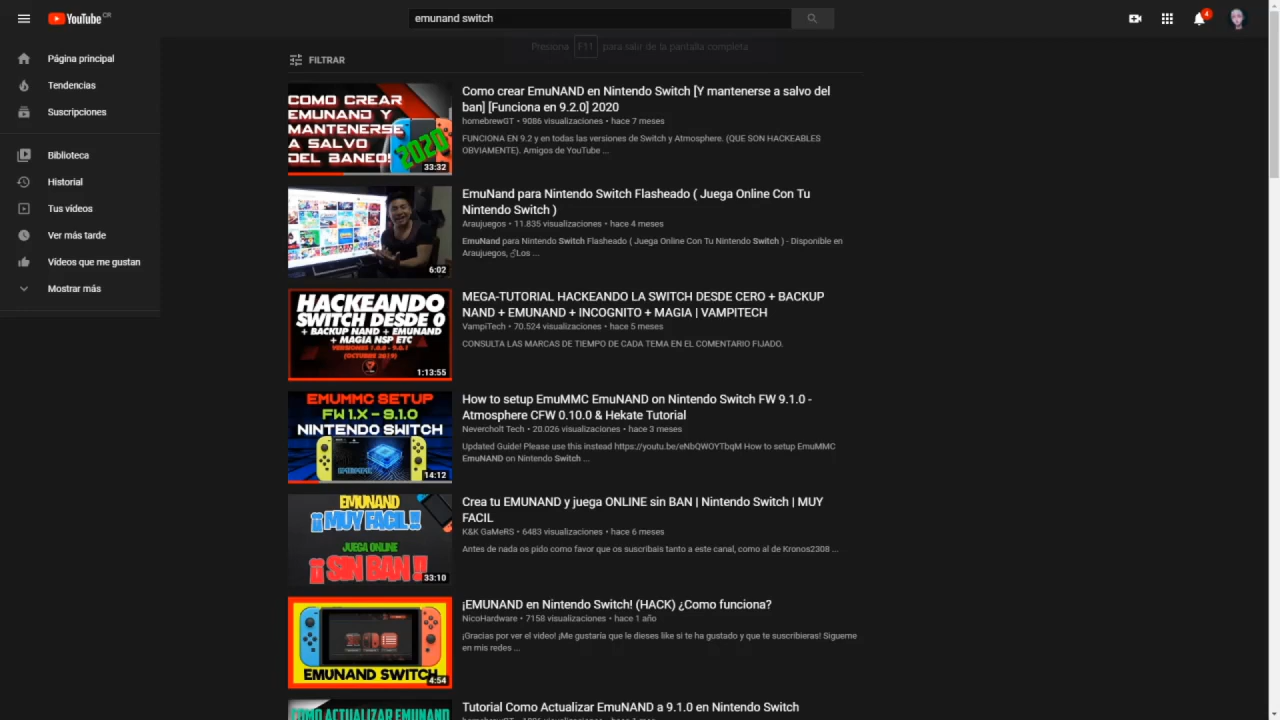 YouTube CR
emunand switch
4
Presiona F11 para salir de la pantalla completa
Página principal
Tendencias
Suscripciones
Biblioteca
Historial
Tus vídeos
Ver más tarde
Vídeos que me gustan
Mostrar más
FILTRAR
COMO CREAR
EMUNAND Y
MANTENERSE
A SALVO
DEL BANEO!
2020
33:32
Como crear EmuNAND en Nintendo Switch [Y mantenerse a salvo del
ban] [Funciona en 9.2.0] 2020
homebrewGT • 9086 visualizaciones • hace 7 meses
FUNCIONA EN 9.2 y en todas las versiones de Switch y Atmosphere. (QUE SON HACKEABLES
OBVIAMENTE). Amigos de YouTube ...
6:02
EmuNand para Nintendo Switch Flasheado ( Juega Online Con Tu
Nintendo Switch )
Araujuegos • 11.835 visualizaciones • hace 4 meses
EmuNand para Nintendo Switch Flasheado ( Juega Online Con Tu Nintendo Switch ) - Disponible en
Araujuegos, ☝Los ...
HACKEANDO
SWITCH DESDE 0
+ BACKUP NAND + EMUNAND
+ MAGIA NSP ETC
(OCTUBRE 2019)
1:13:55
MEGA-TUTORIAL HACKEANDO LA SWITCH DESDE CERO + BACKUP
NAND + EMUNAND + INCOGNITO + MAGIA | VAMPITECH
VampiTech • 70.524 visualizaciones • hace 5 meses
CONSULTA LAS MARCAS DE TIEMPO DE CADA TEMA EN EL COMENTARIO FIJADO.
EMUMMC SETUP
FW 1.X - 9.1.0
NINTENDO SWITCH
14:12
How to setup EmuMMC EmuNAND on Nintendo Switch FW 9.1.0 -
Atmosphere CFW 0.10.0 & Hekate Tutorial
Nevercholt Tech • 20.026 visualizaciones • hace 3 meses
Updated Guide! Please use this instead https://youtu.be/eNbQWOYTbqM How to setup EmuMMC
EmuNAND on Nintendo Switch ...
EMUNAND
¡¡MUY FACIL!!
JUEGA ONLINE
¡¡SIN BAN!!
33:10
Crea tu EMUNAND y juega ONLINE sin BAN | Nintendo Switch | MUY
FACIL
K&K GaMeRS • 6483 visualizaciones • hace 6 meses
Antes de nada os pido como favor que os suscribais tanto a este canal, como al de Kronos2308 ...
EMUNAND SWITCH
4:54
¡EMUNAND en Nintendo Switch! (HACK) ¿Como funciona?
NicoHardware • 7158 visualizaciones • hace 1 año
¡Gracias por ver el video! ¡Me gustaría que le dieses like si te ha gustado y que te suscribieras! Sigueme
en mis redes ...
COMO ACTUALIZAR EMUNAND
Tutorial Como Actualizar EmuNAND a 9.1.0 en Nintendo Switch